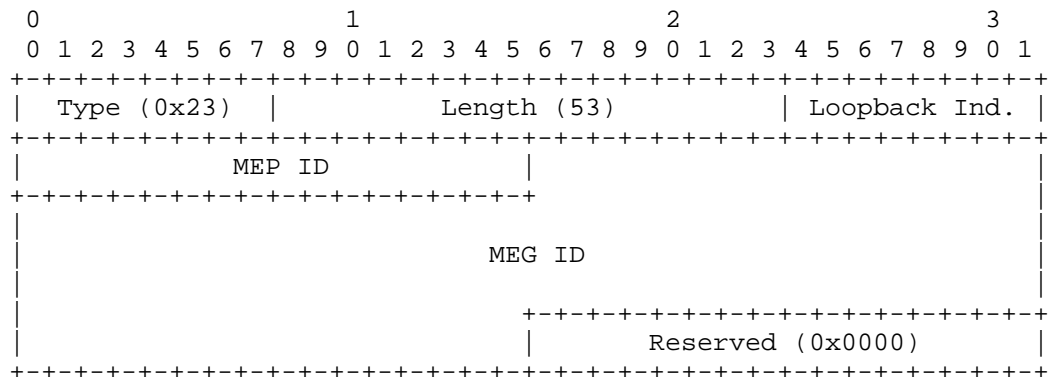 0                   1                   2                   3
 0 1 2 3 4 5 6 7 8 9 0 1 2 3 4 5 6 7 8 9 0 1 2 3 4 5 6 7 8 9 0 1
+-+-+-+-+-+-+-+-+-+-+-+-+-+-+-+-+-+-+-+-+-+-+-+-+-+-+-+-+-+-+-+-+
|  Type (0x23)  |          Length (53)          | Loopback Ind. |
+-+-+-+-+-+-+-+-+-+-+-+-+-+-+-+-+-+-+-+-+-+-+-+-+-+-+-+-+-+-+-+-+
|             MEP ID            |                               |
+-+-+-+-+-+-+-+-+-+-+-+-+-+-+-+-+                               |
|                                                               |
|                             MEG ID                            |
|                                                               |
|                               +-+-+-+-+-+-+-+-+-+-+-+-+-+-+-+-+
|                               |       Reserved (0x0000)       |
+-+-+-+-+-+-+-+-+-+-+-+-+-+-+-+-+-+-+-+-+-+-+-+-+-+-+-+-+-+-+-+-+